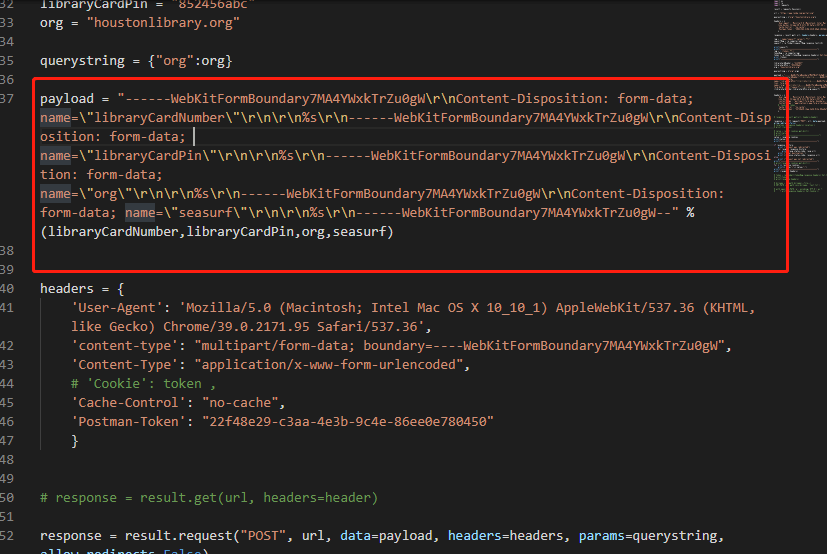 32 libraryCardPin = "852456abc"
33 org = "houstonlibrary.org"
34
35 querystring = {"org":org}
36
37 payload = "------WebKitFormBoundary7MA4YWxkTrZu0gW\r\nContent-Disposition: form-data;
name=\"libraryCardNumber\"\r\n\r\n%s\r\n------WebKitFormBoundary7MA4YWxkTrZu0gW\r\nContent-Disp
osition: form-data;
name=\"libraryCardPin\"\r\n\r\n%s\r\n------WebKitFormBoundary7MA4YWxkTrZu0gW\r\nContent-Disposi
tion: form-data;
name=\"org\"\r\n\r\n%s\r\n------WebKitFormBoundary7MA4YWxkTrZu0gW\r\nContent-Disposition:
form-data; name=\"seasurf\"\r\n\r\n%s\r\n------WebKitFormBoundary7MA4YWxkTrZu0gW--" %
(libraryCardNumber,libraryCardPin,org,seasurf)
38
39
40 headers = {
41 'User-Agent': 'Mozilla/5.0 (Macintosh; Intel Mac OS X 10_10_1) AppleWebKit/537.36 (KHTML,
like Gecko) Chrome/39.0.2171.95 Safari/537.36',
42 'content-type': "multipart/form-data; boundary=----WebKitFormBoundary7MA4YWxkTrZu0gW",
43 'Content-Type': "application/x-www-form-urlencoded",
44 # 'Cookie': token ,
45 'Cache-Control': "no-cache",
46 'Postman-Token': "22f48e29-c3aa-4e3b-9c4e-86ee0e780450"
47 }
48
49
50 # response = result.get(url, headers=header)
51
52 response = result.request("POST", url, data=payload, headers=headers, params=querystring,
allow_redirects=False)